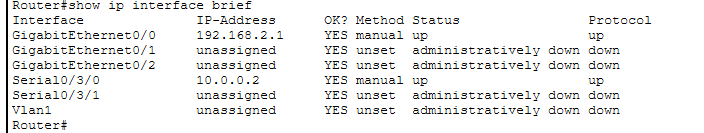 Router#show ip interface brief
Interface              IP-Address      OK? Method Status                Protocol
GigabitEthernet0/0     192.168.2.1     YES manual up                    up
GigabitEthernet0/1     unassigned      YES unset  administratively down down
GigabitEthernet0/2     unassigned      YES unset  administratively down down
Serial0/3/0            10.0.0.2        YES manual up                    up
Serial0/3/1            unassigned      YES unset  administratively down down
Vlan1                  unassigned      YES unset  administratively down down
Router#